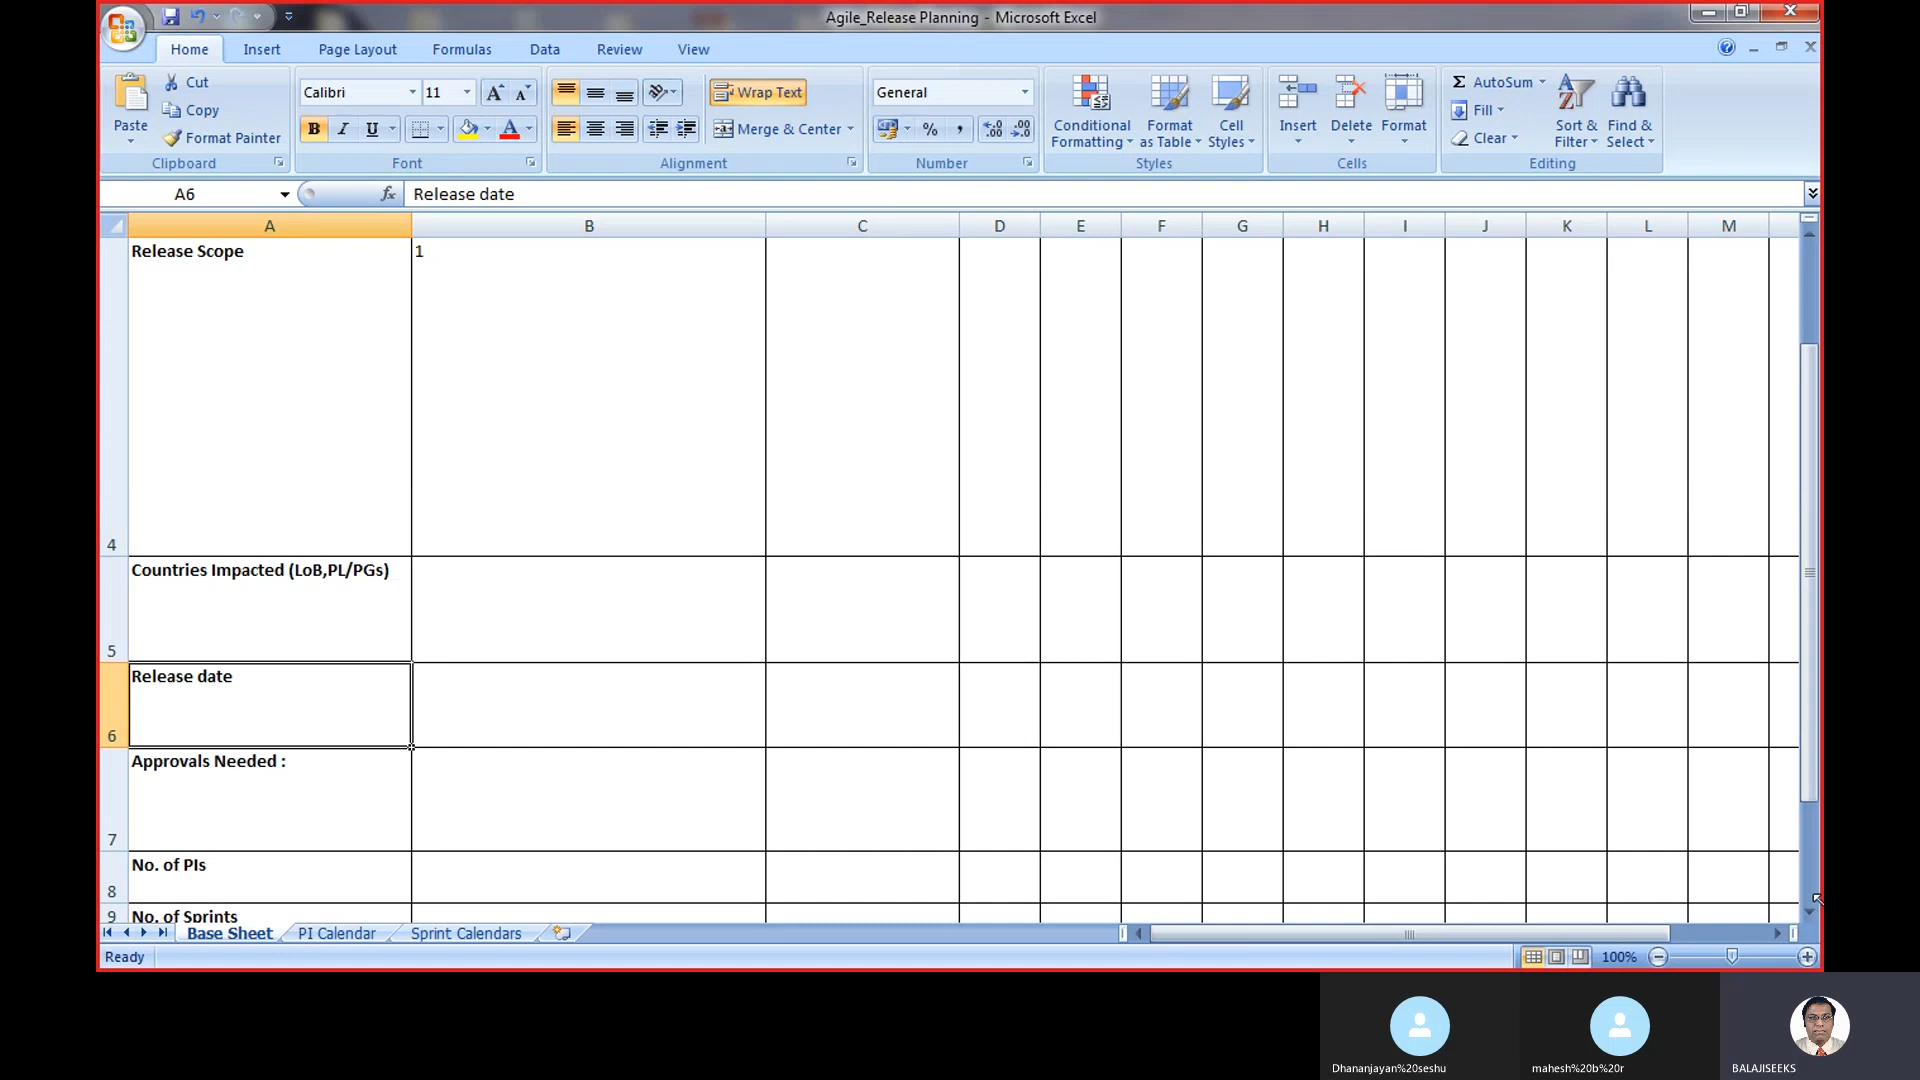 Agile_Release Planning - Microsoft Excel
Home Insert Page Layout Formulas Data Review View
Paste
Cut
Copy
Format Painter
Clipboard
Calibri 11
B I U A
Font
Wrap Text
Merge & Center
Alignment
General
% ,
Number
Conditional Formatting
Format as Table
Cell Styles
Styles
Insert Delete Format
Cells
Σ AutoSum
Fill
Clear
Sort & Filter
Find & Select
Editing
A6 fx Release date
A B C D E F G H I J K L M
Release Scope 1
4
Countries Impacted (LoB,PL/PGs)
5
Release date
6
Approvals Needed :
7
No. of PIs
8
9 No. of Sprints
Base Sheet PI Calendar Sprint Calendars
Ready 100%
Dhananjayan%20seshu mahesh%20b%20r BALAJISEEKS